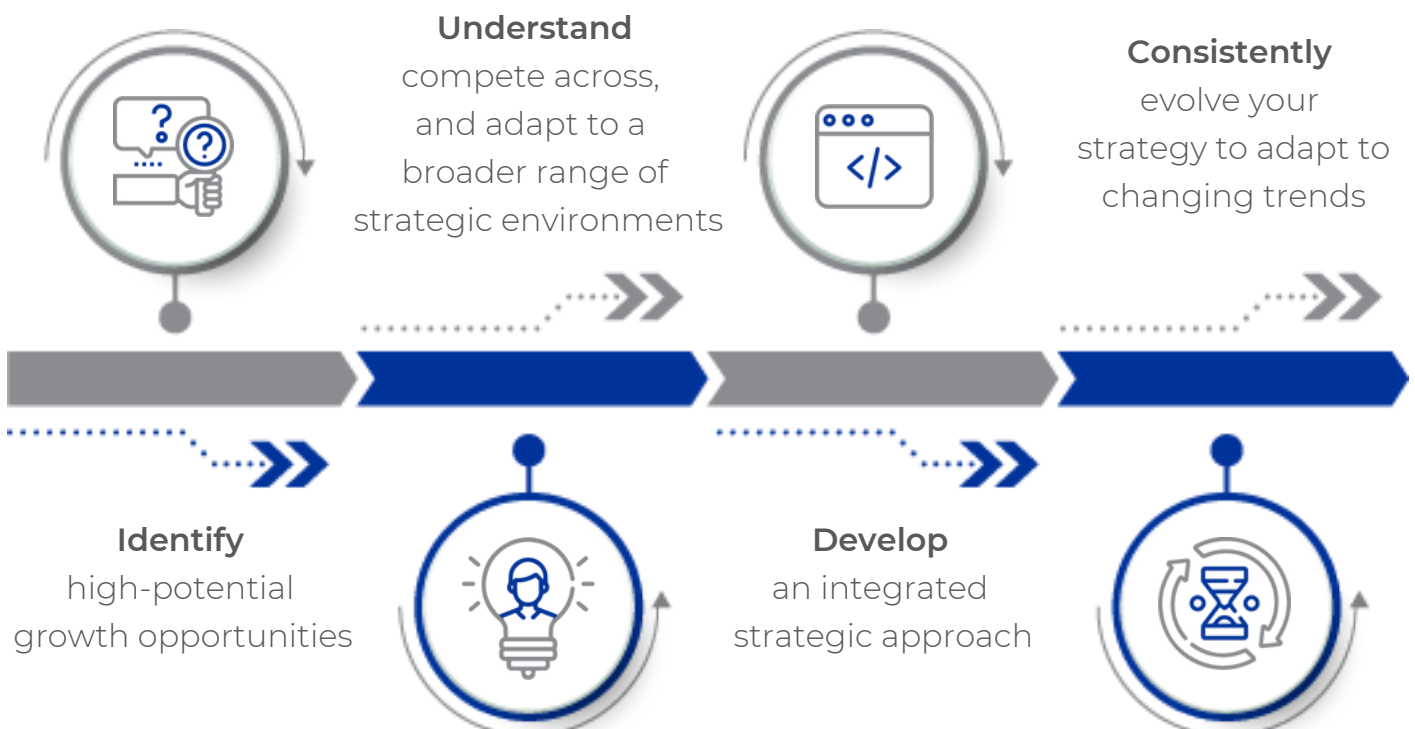 Identify
high-potential
growth opportunities
Understand
compete across,
and adapt to a
broader range of
strategic environments
Develop
an integrated
strategic approach
Consistently
evolve your
strategy to adapt to
changing trends